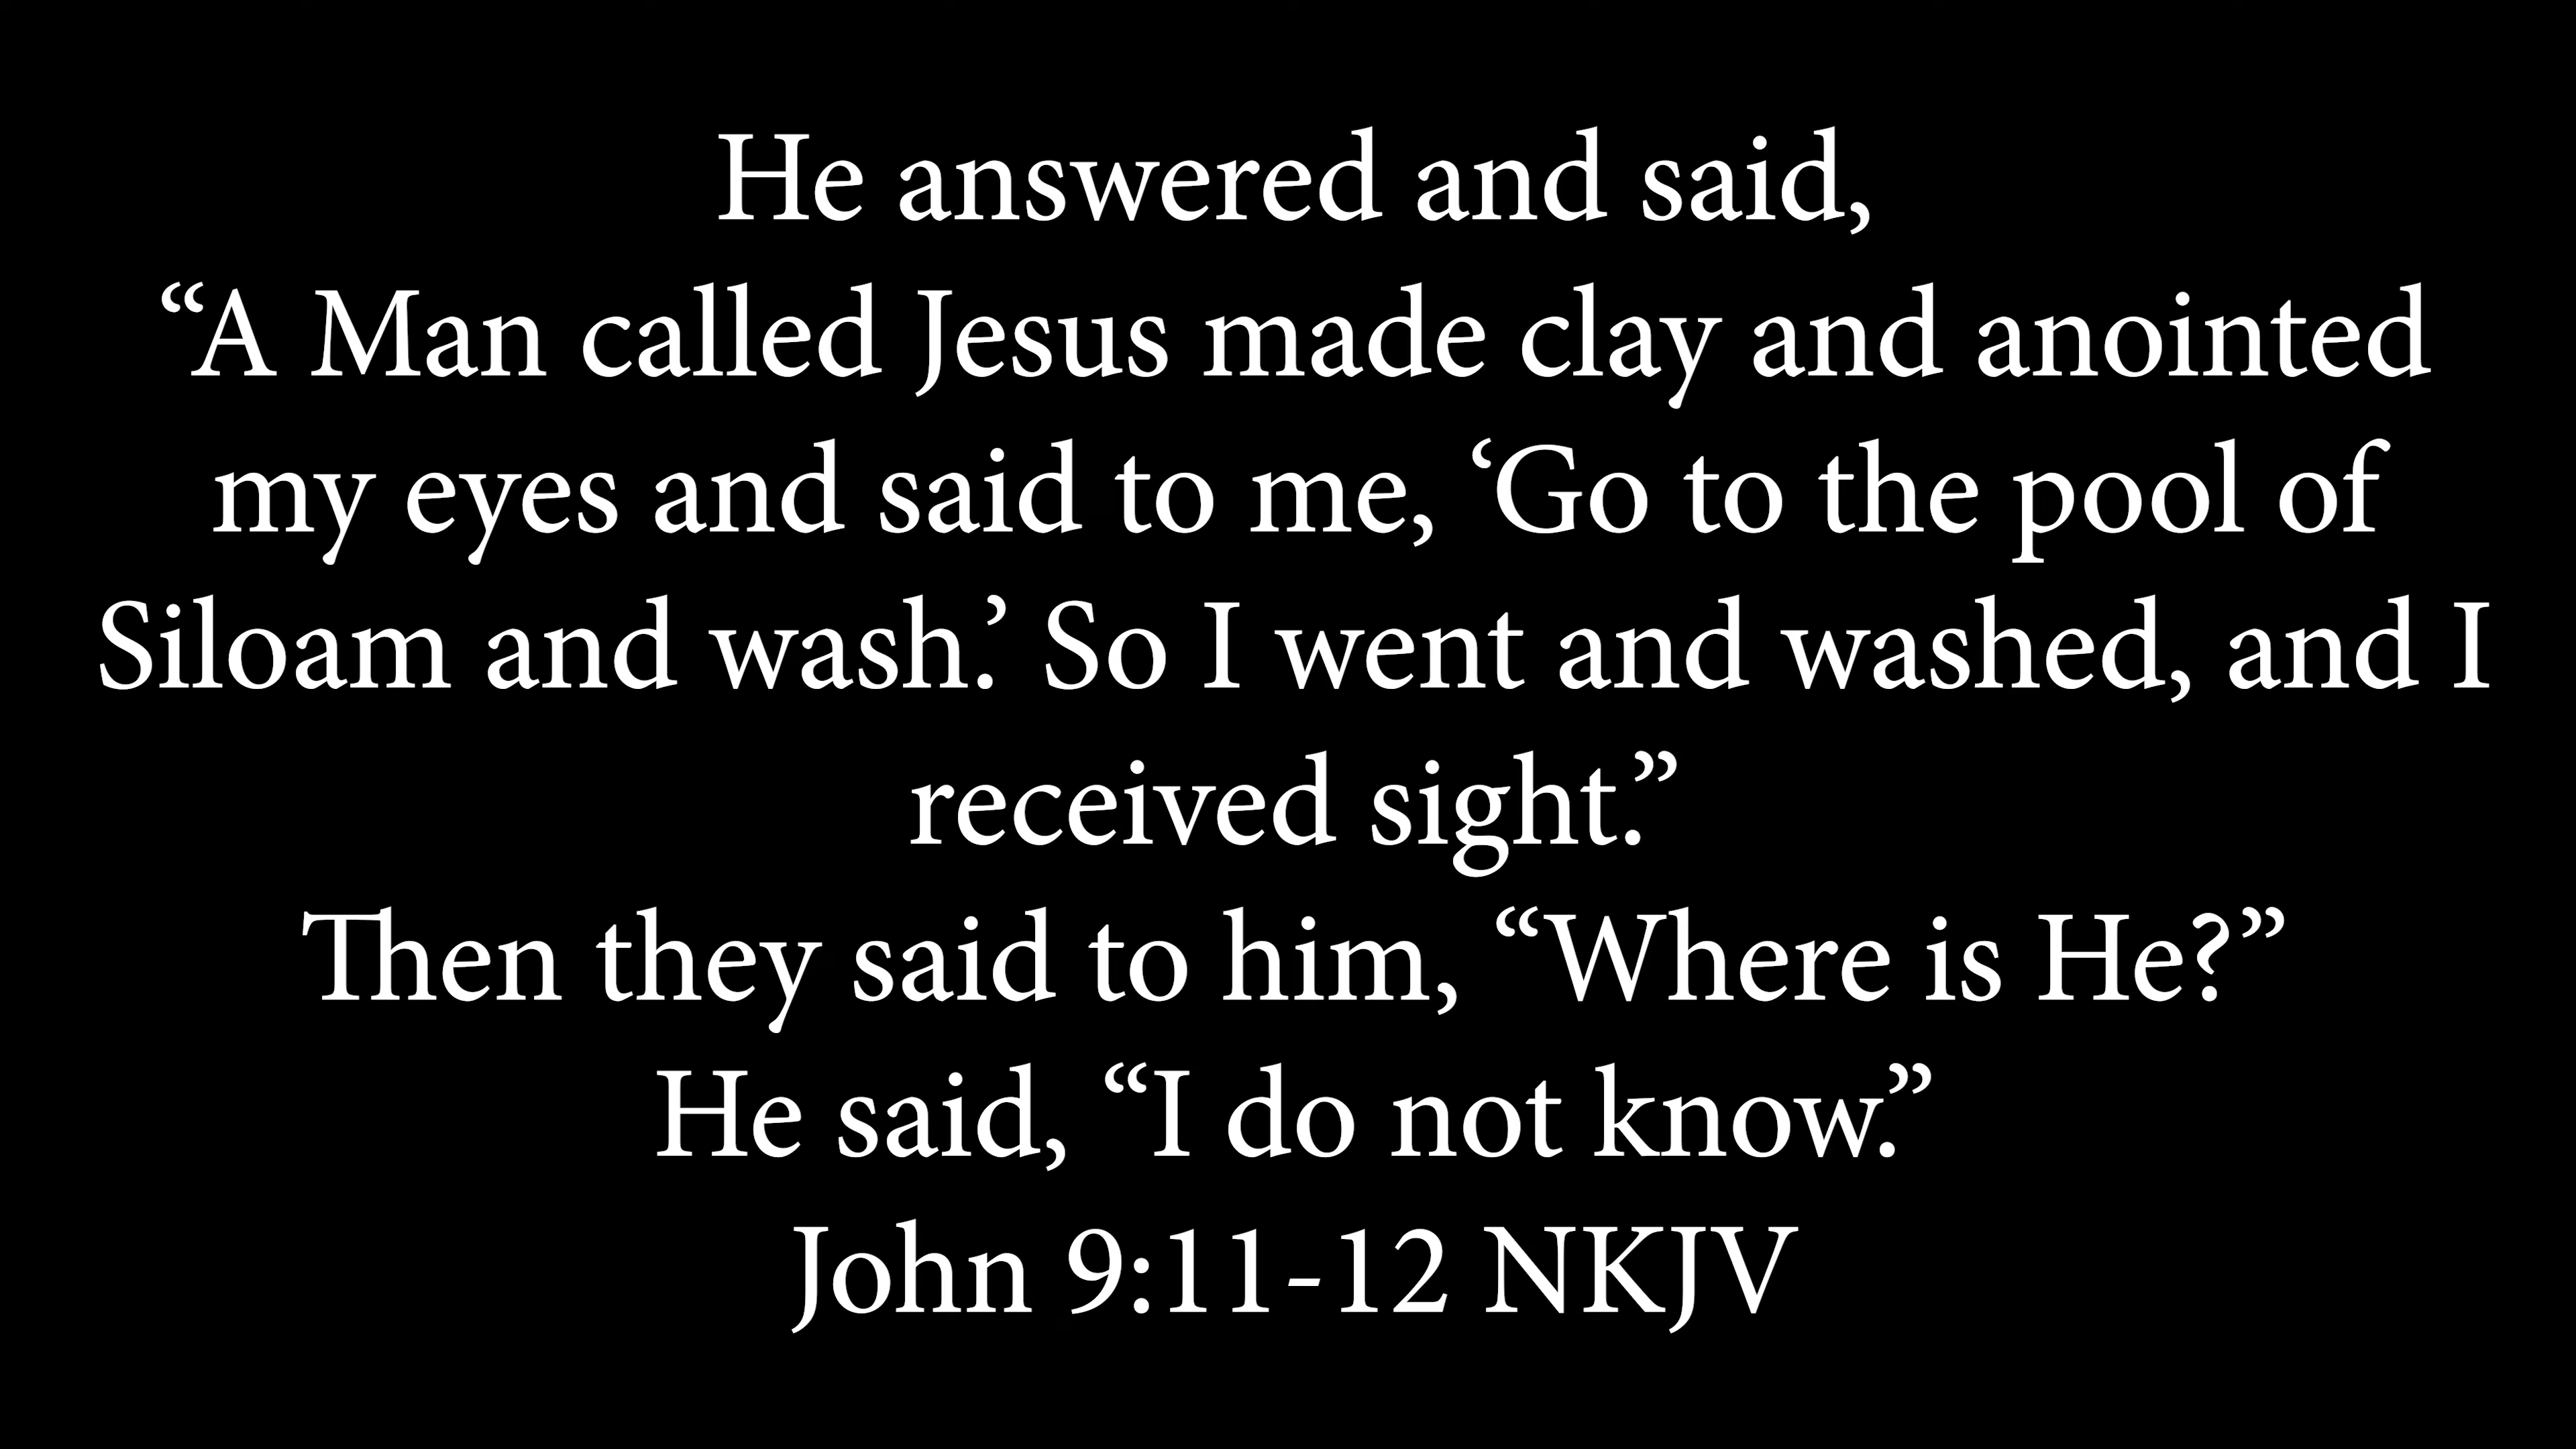 He answered and said,
“A Man called Jesus made clay and anointed
my eyes and said to me, ‘Go to the pool of
Siloam and wash.’ So I went and washed, and I
received sight.”
Then they said to him, “Where is He?”
He said, “I do not know.”
John 9:11-12 NKJV